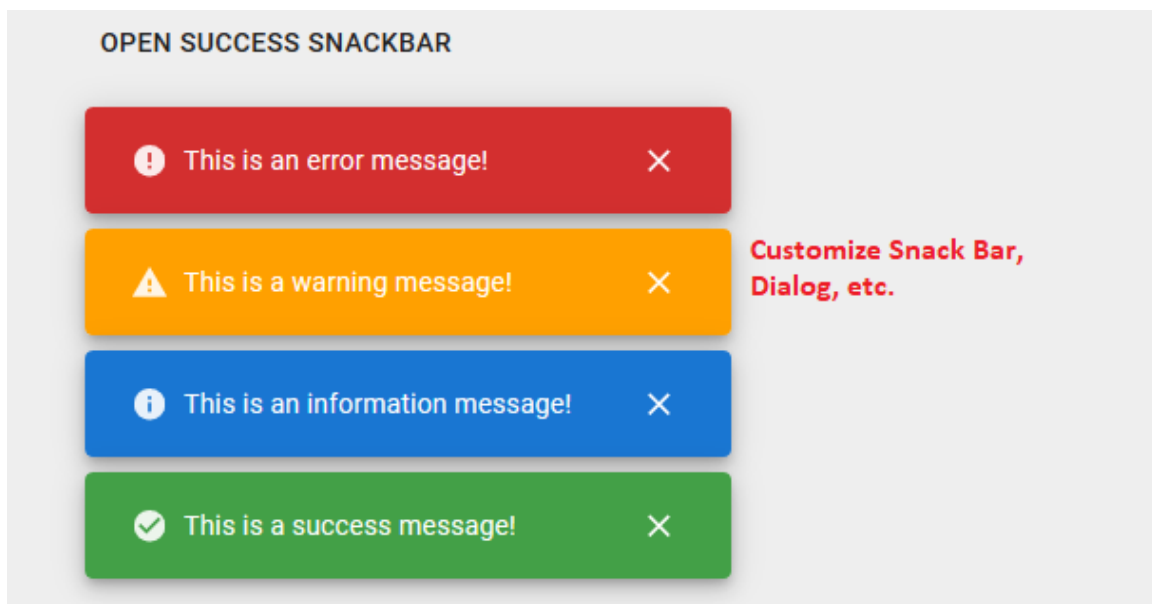 OPEN SUCCESS SNACKBAR
This is an error message!
This is a warning message!
Customize Snack Bar,
Dialog, etc.
This is an information message!
This is a success message!